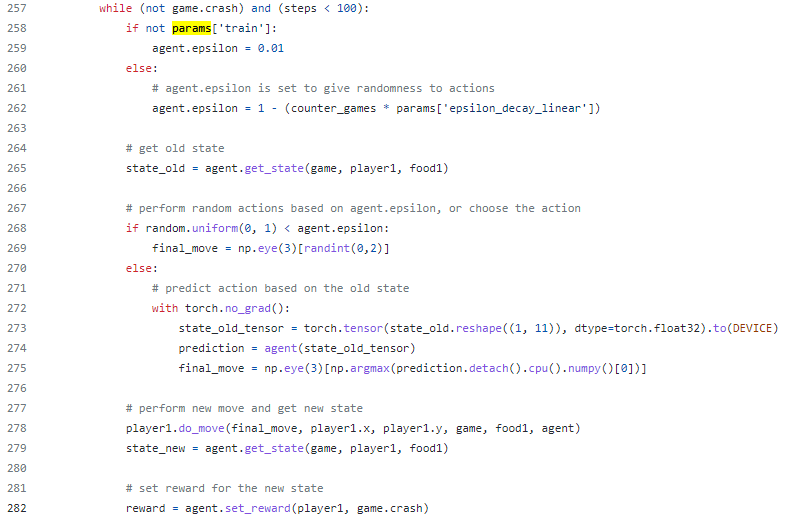 257 while (not game.crash) and (steps < 100):
258 if not params['train']:
259 agent.epsilon = 0.01
260 else:
261 # agent.epsilon is set to give randomness to actions
262 agent.epsilon = 1 - (counter_games * params['epsilon_decay_linear'])
263
264 # get old state
265 state_old = agent.get_state(game, player1, food1)
266
267 # perform random actions based on agent.epsilon, or choose the action
268 if random.uniform(0, 1) < agent.epsilon:
269 final_move = np.eye(3)[randint(0,2)]
270 else:
271 # predict action based on the old state
272 with torch.no_grad():
273 state_old_tensor = torch.tensor(state_old.reshape((1, 11)), dtype=torch.float32).to(DEVICE)
274 prediction = agent(state_old_tensor)
275 final_move = np.eye(3)[np.argmax(prediction.detach().cpu().numpy()[0])]
276
277 # perform new move and get new state
278 player1.do_move(final_move, player1.x, player1.y, game, food1, agent)
279 state_new = agent.get_state(game, player1, food1)
280
281 # set reward for the new state
282 reward = agent.set_reward(player1, game.crash)